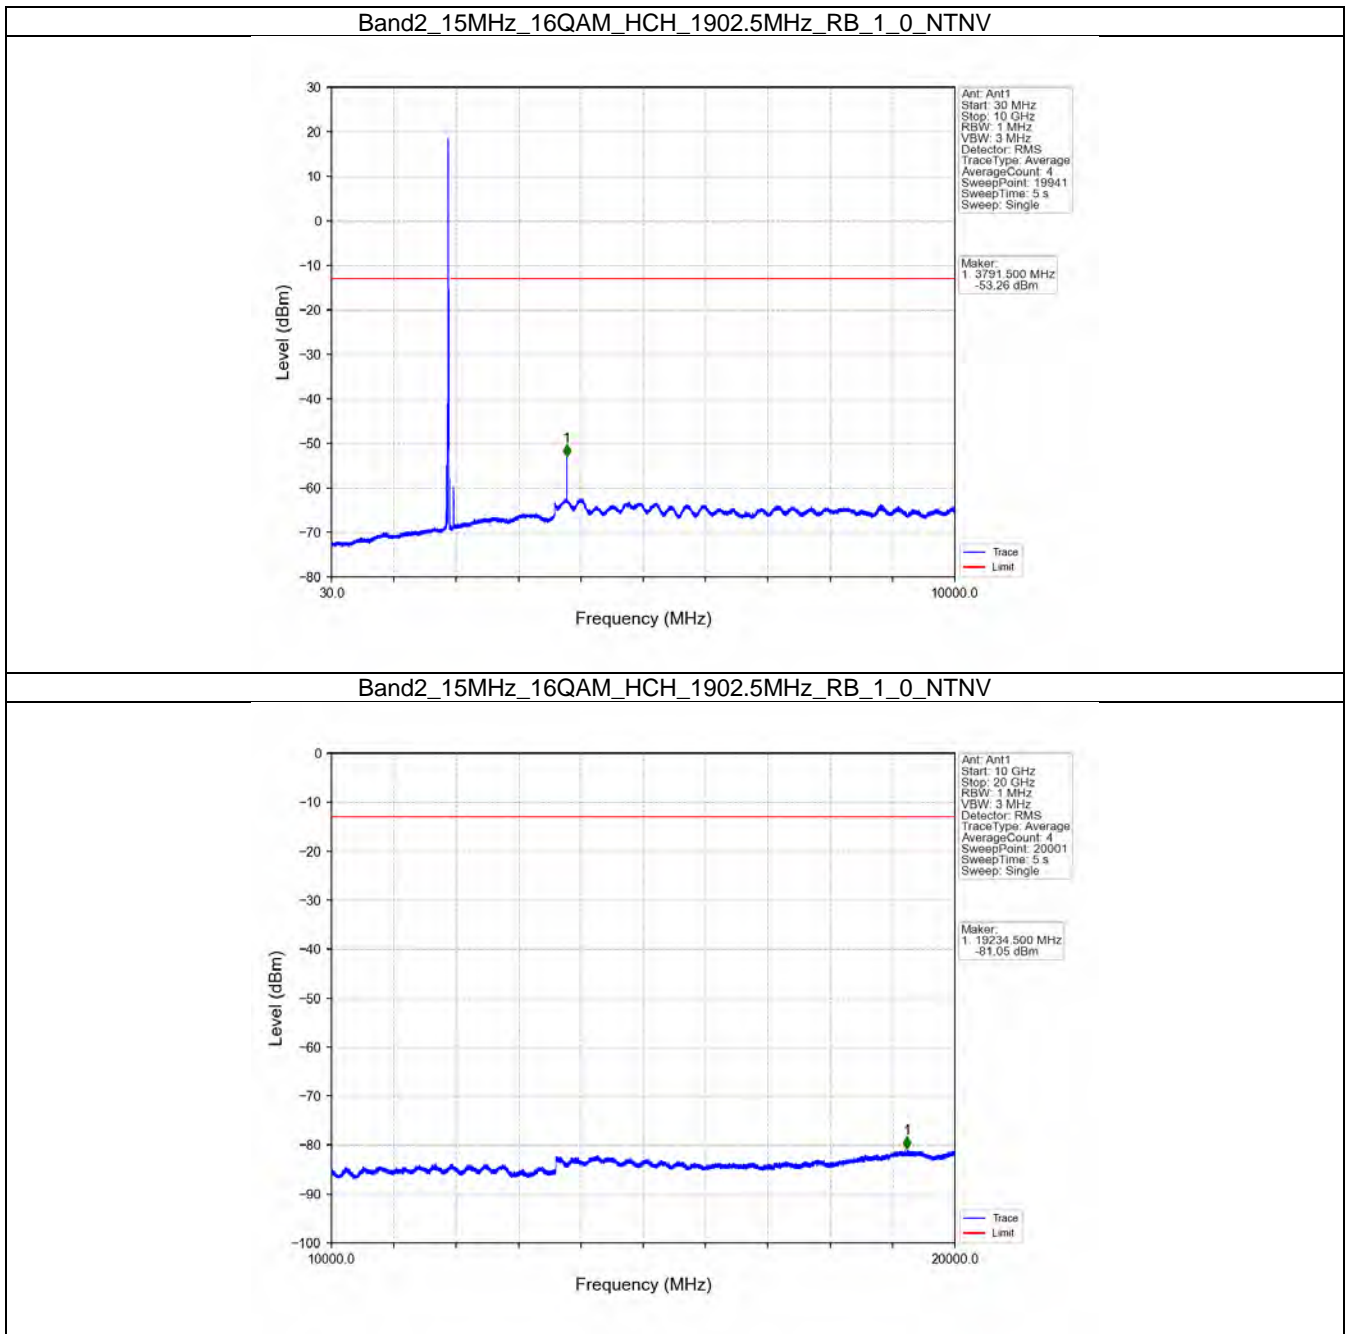 Band2_15MHz_16QAM_HCH_1902.5MHz_RB_1_0_NTNV
30
20
10
0
−10
−20
−30
−40
−50
−60
−70
−80
Level (dBm)
1
30.0
10000.0
Frequency (MHz)
Ant: Ant1
Start: 30 MHz
Stop: 10 GHz
RBW: 1 MHz
VBW: 3 MHz
Detector: RMS
TraceType: Average
AverageCount: 4
SweepPoint: 19941
SweepTime: 5 s
Sweep: Single
Maker:
1. 3791.500 MHz
-53.26 dBm
Trace
Limit
Band2_15MHz_16QAM_HCH_1902.5MHz_RB_1_0_NTNV
0
−10
−20
−30
−40
−50
−60
−70
−80
−90
−100
Level (dBm)
1
10000.0
20000.0
Frequency (MHz)
Ant: Ant1
Start: 10 GHz
Stop: 20 GHz
RBW: 1 MHz
VBW: 3 MHz
Detector: RMS
TraceType: Average
AverageCount: 4
SweepPoint: 20001
SweepTime: 5 s
Sweep: Single
Maker:
1. 19234.500 MHz
-81.05 dBm
Trace
Limit